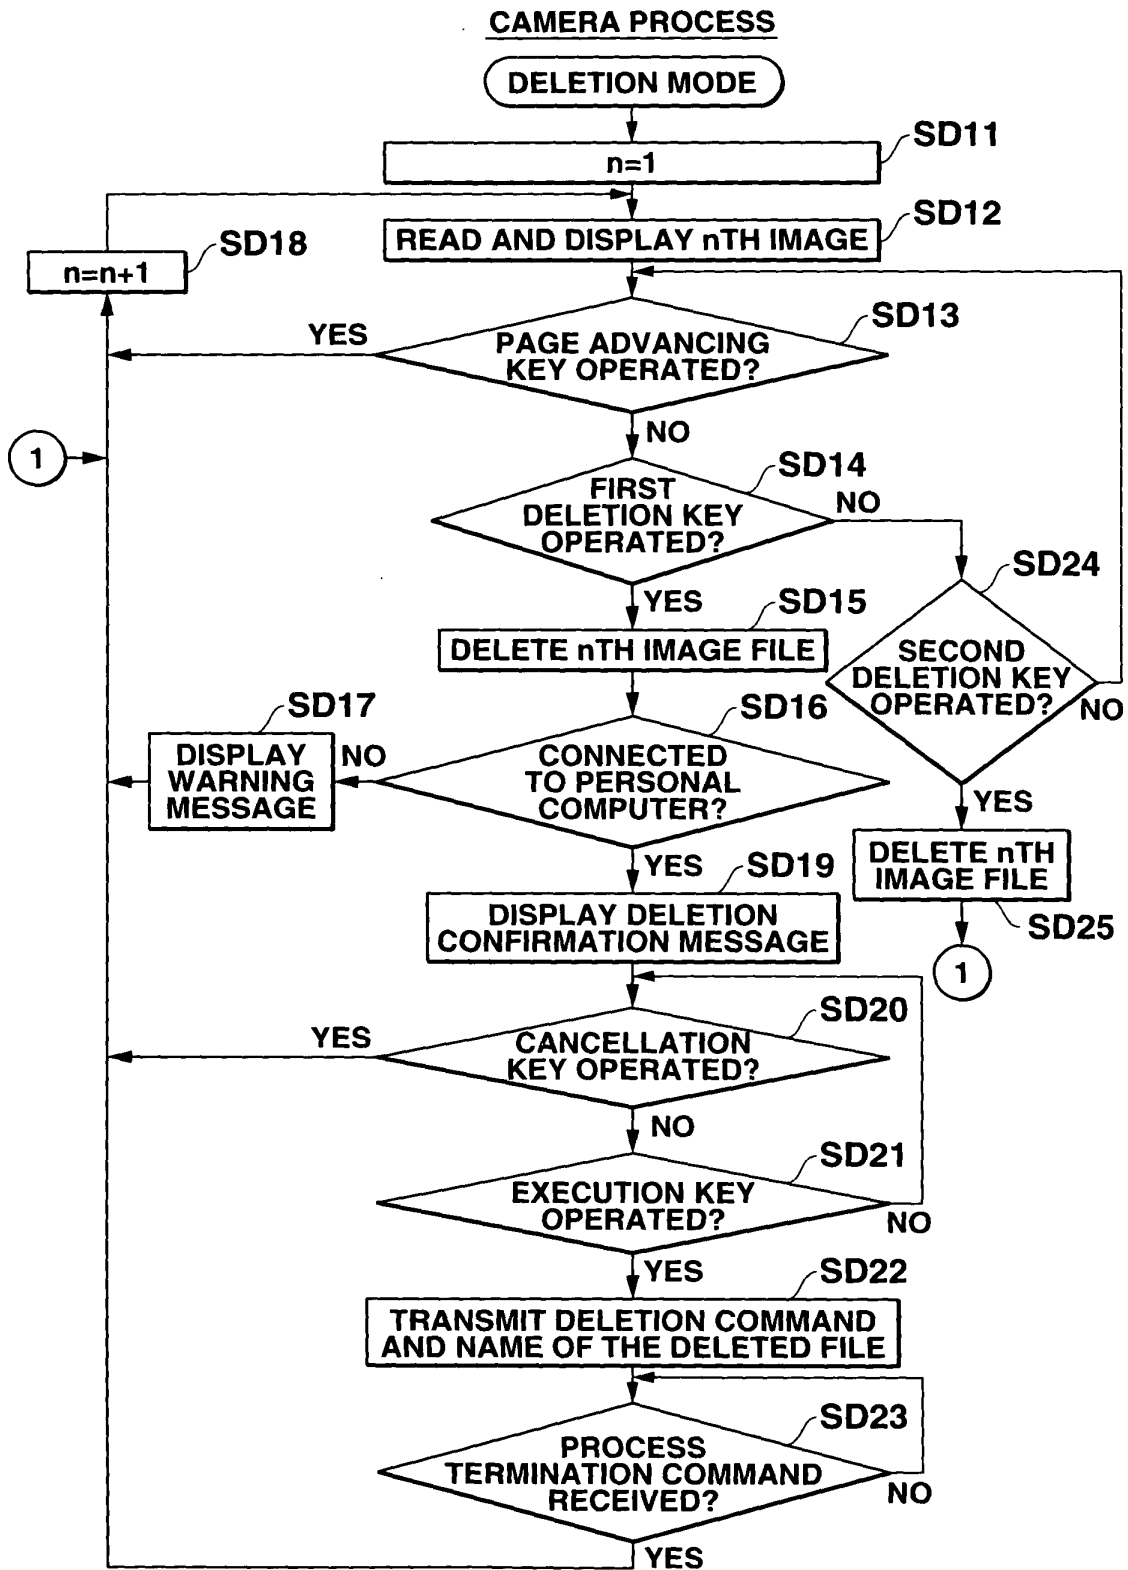 CAMERA PROCESS
DELETION MODE
SD11
n=1
SD12
READ AND DISPLAY nTH IMAGE
SD18
n=n+1
SD13
YES
PAGE ADVANCING
KEY OPERATED?
NO
1
SD14
FIRST
DELETION KEY
OPERATED?
NO
SD24
YES
SD15
DELETE nTH IMAGE FILE
SECOND
DELETION KEY
OPERATED?
NO
SD17
SD16
DISPLAY
WARNING
MESSAGE
NO
CONNECTED
TO PERSONAL
COMPUTER?
YES
YES
DELETE nTH
IMAGE FILE
SD25
1
SD19
DISPLAY DELETION
CONFIRMATION MESSAGE
SD20
YES
CANCELLATION
KEY OPERATED?
NO
SD21
EXECUTION KEY
OPERATED?
NO
YES
SD22
TRANSMIT DELETION COMMAND
AND NAME OF THE DELETED FILE
SD23
PROCESS
TERMINATION COMMAND
RECEIVED?
NO
YES